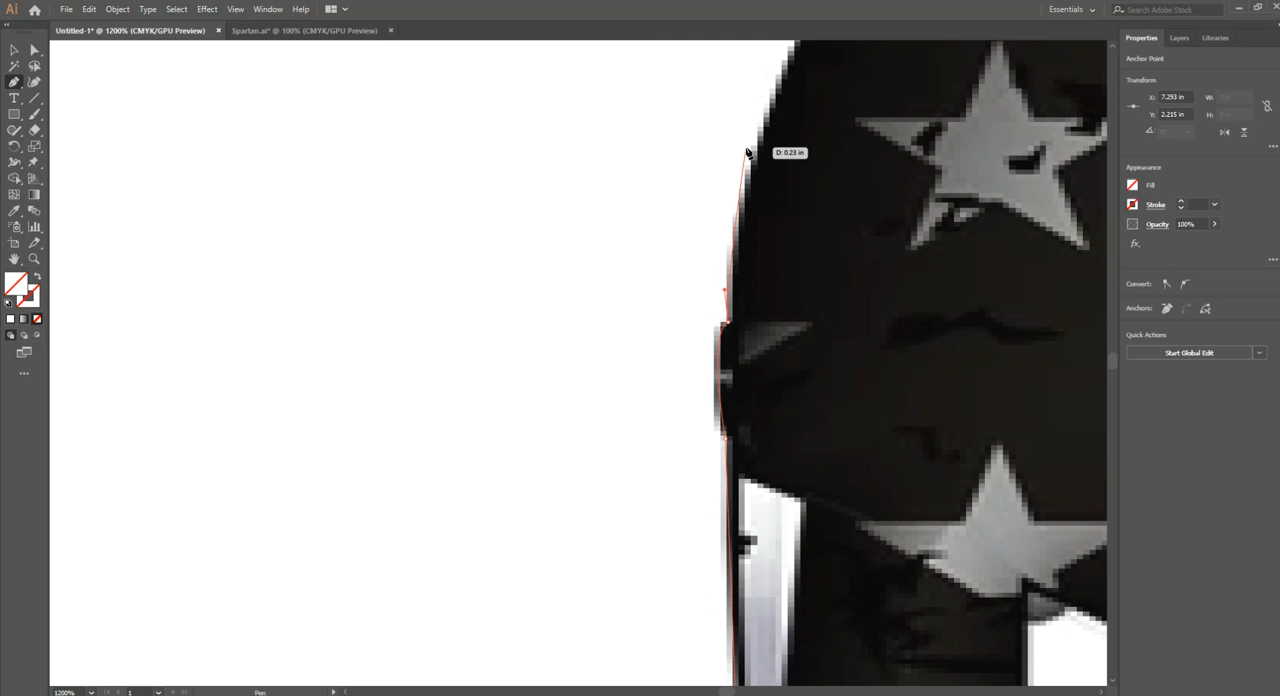 Ai File Edit Object Type Select Effect View Window Help Essentials Search Adobe Stock
Untitled-1* @ 1200% (CMYK/GPU Preview) × Spartan.ai* @ 100% (CMYK/GPU Preview) ×
Properties Layers Libraries
Anchor Point
Transform
X: 7.293 in W:
Y: 2.215 in H:
D: 0.23 in
Appearance
Fill
Stroke
Opacity 100%
fx
Convert:
Anchors:
Quick Actions
Start Global Edit
1200% 1 Pen